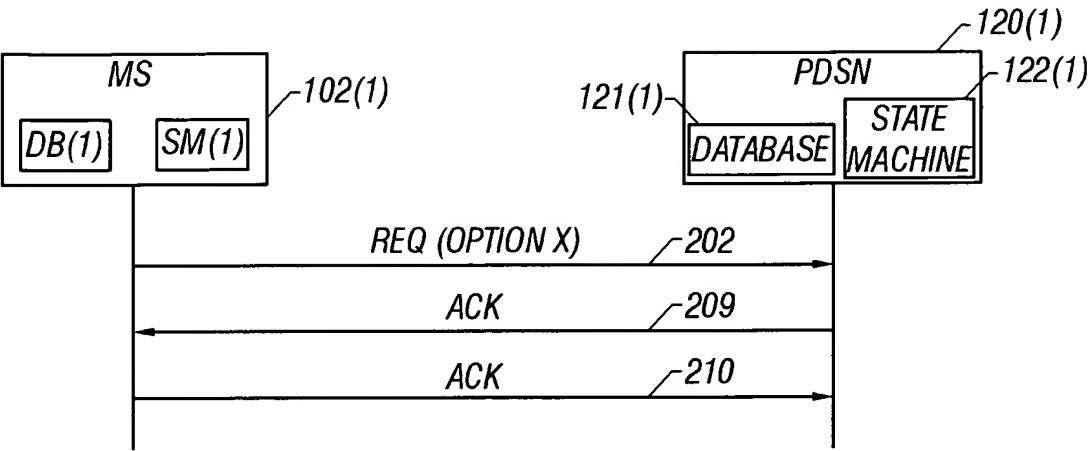 120(1)
MS
PDSN
122(1)
102(1)
121(1)
DB(1)
SM(1)
DATABASE
STATE
MACHINE
REQ (OPTION X)
202
ACK
209
ACK
210